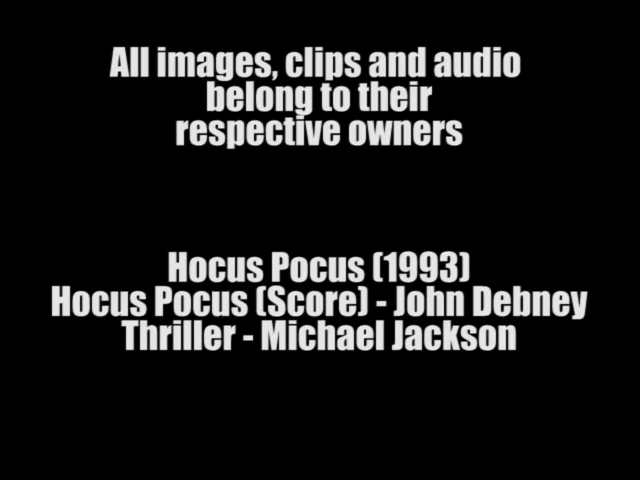 All images, clips and audio
belong to their
respective owners
Hocus Pocus (1993)
Hocus Pocus (Score) - John Debney
Thriller - Michael Jackson